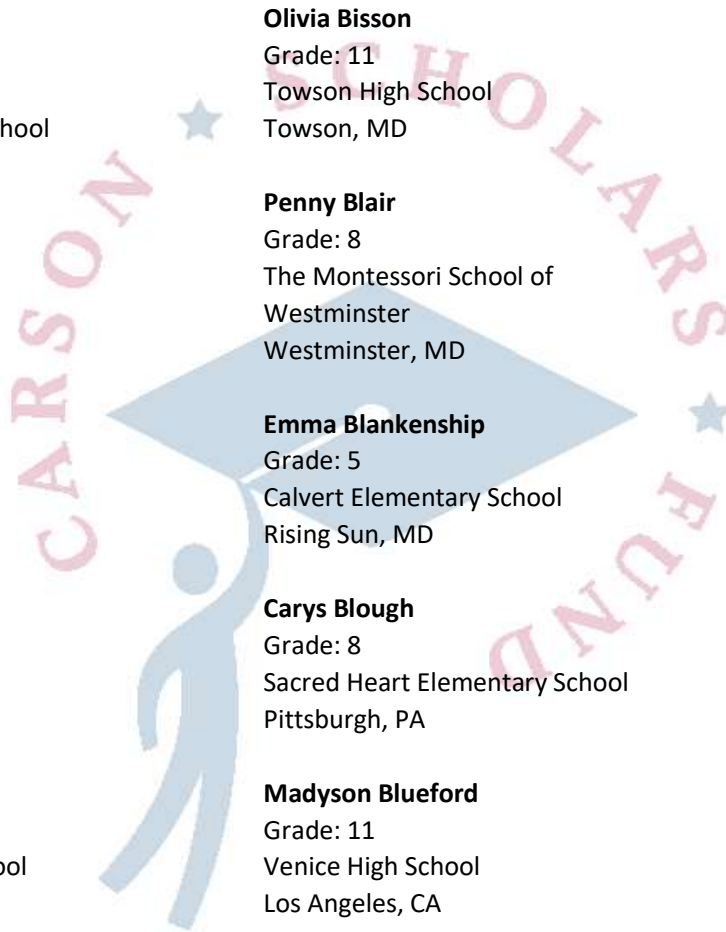 Olivia Bisson
Grade: 11
Towson High School
Towson, MD
Penny Blair
Grade: 8
The Montessori School of
Westminster
Westminster, MD
Emma Blankenship
Grade: 5
Calvert Elementary School
Rising Sun, MD
Carys Blough
Grade: 8
Sacred Heart Elementary School
Pittsburgh, PA
Madyson Blueford
Grade: 11
Venice High School
Los Angeles, CA
CARSON SCHOLARS FUND